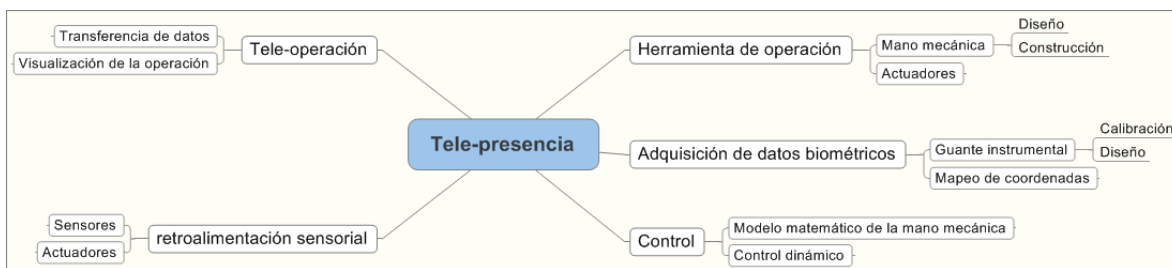 Tele-presencia
Tele-operación
Transferencia de datos
Visualización de la operación
retroalimentación sensorial
Sensores
Actuadores
Herramienta de operación
Mano mecánica
Diseño
Construcción
Actuadores
Adquisición de datos biométricos
Guante instrumental
Calibración
Diseño
Mapeo de coordenadas
Control
Modelo matemático de la mano mecánica
Control dinámico